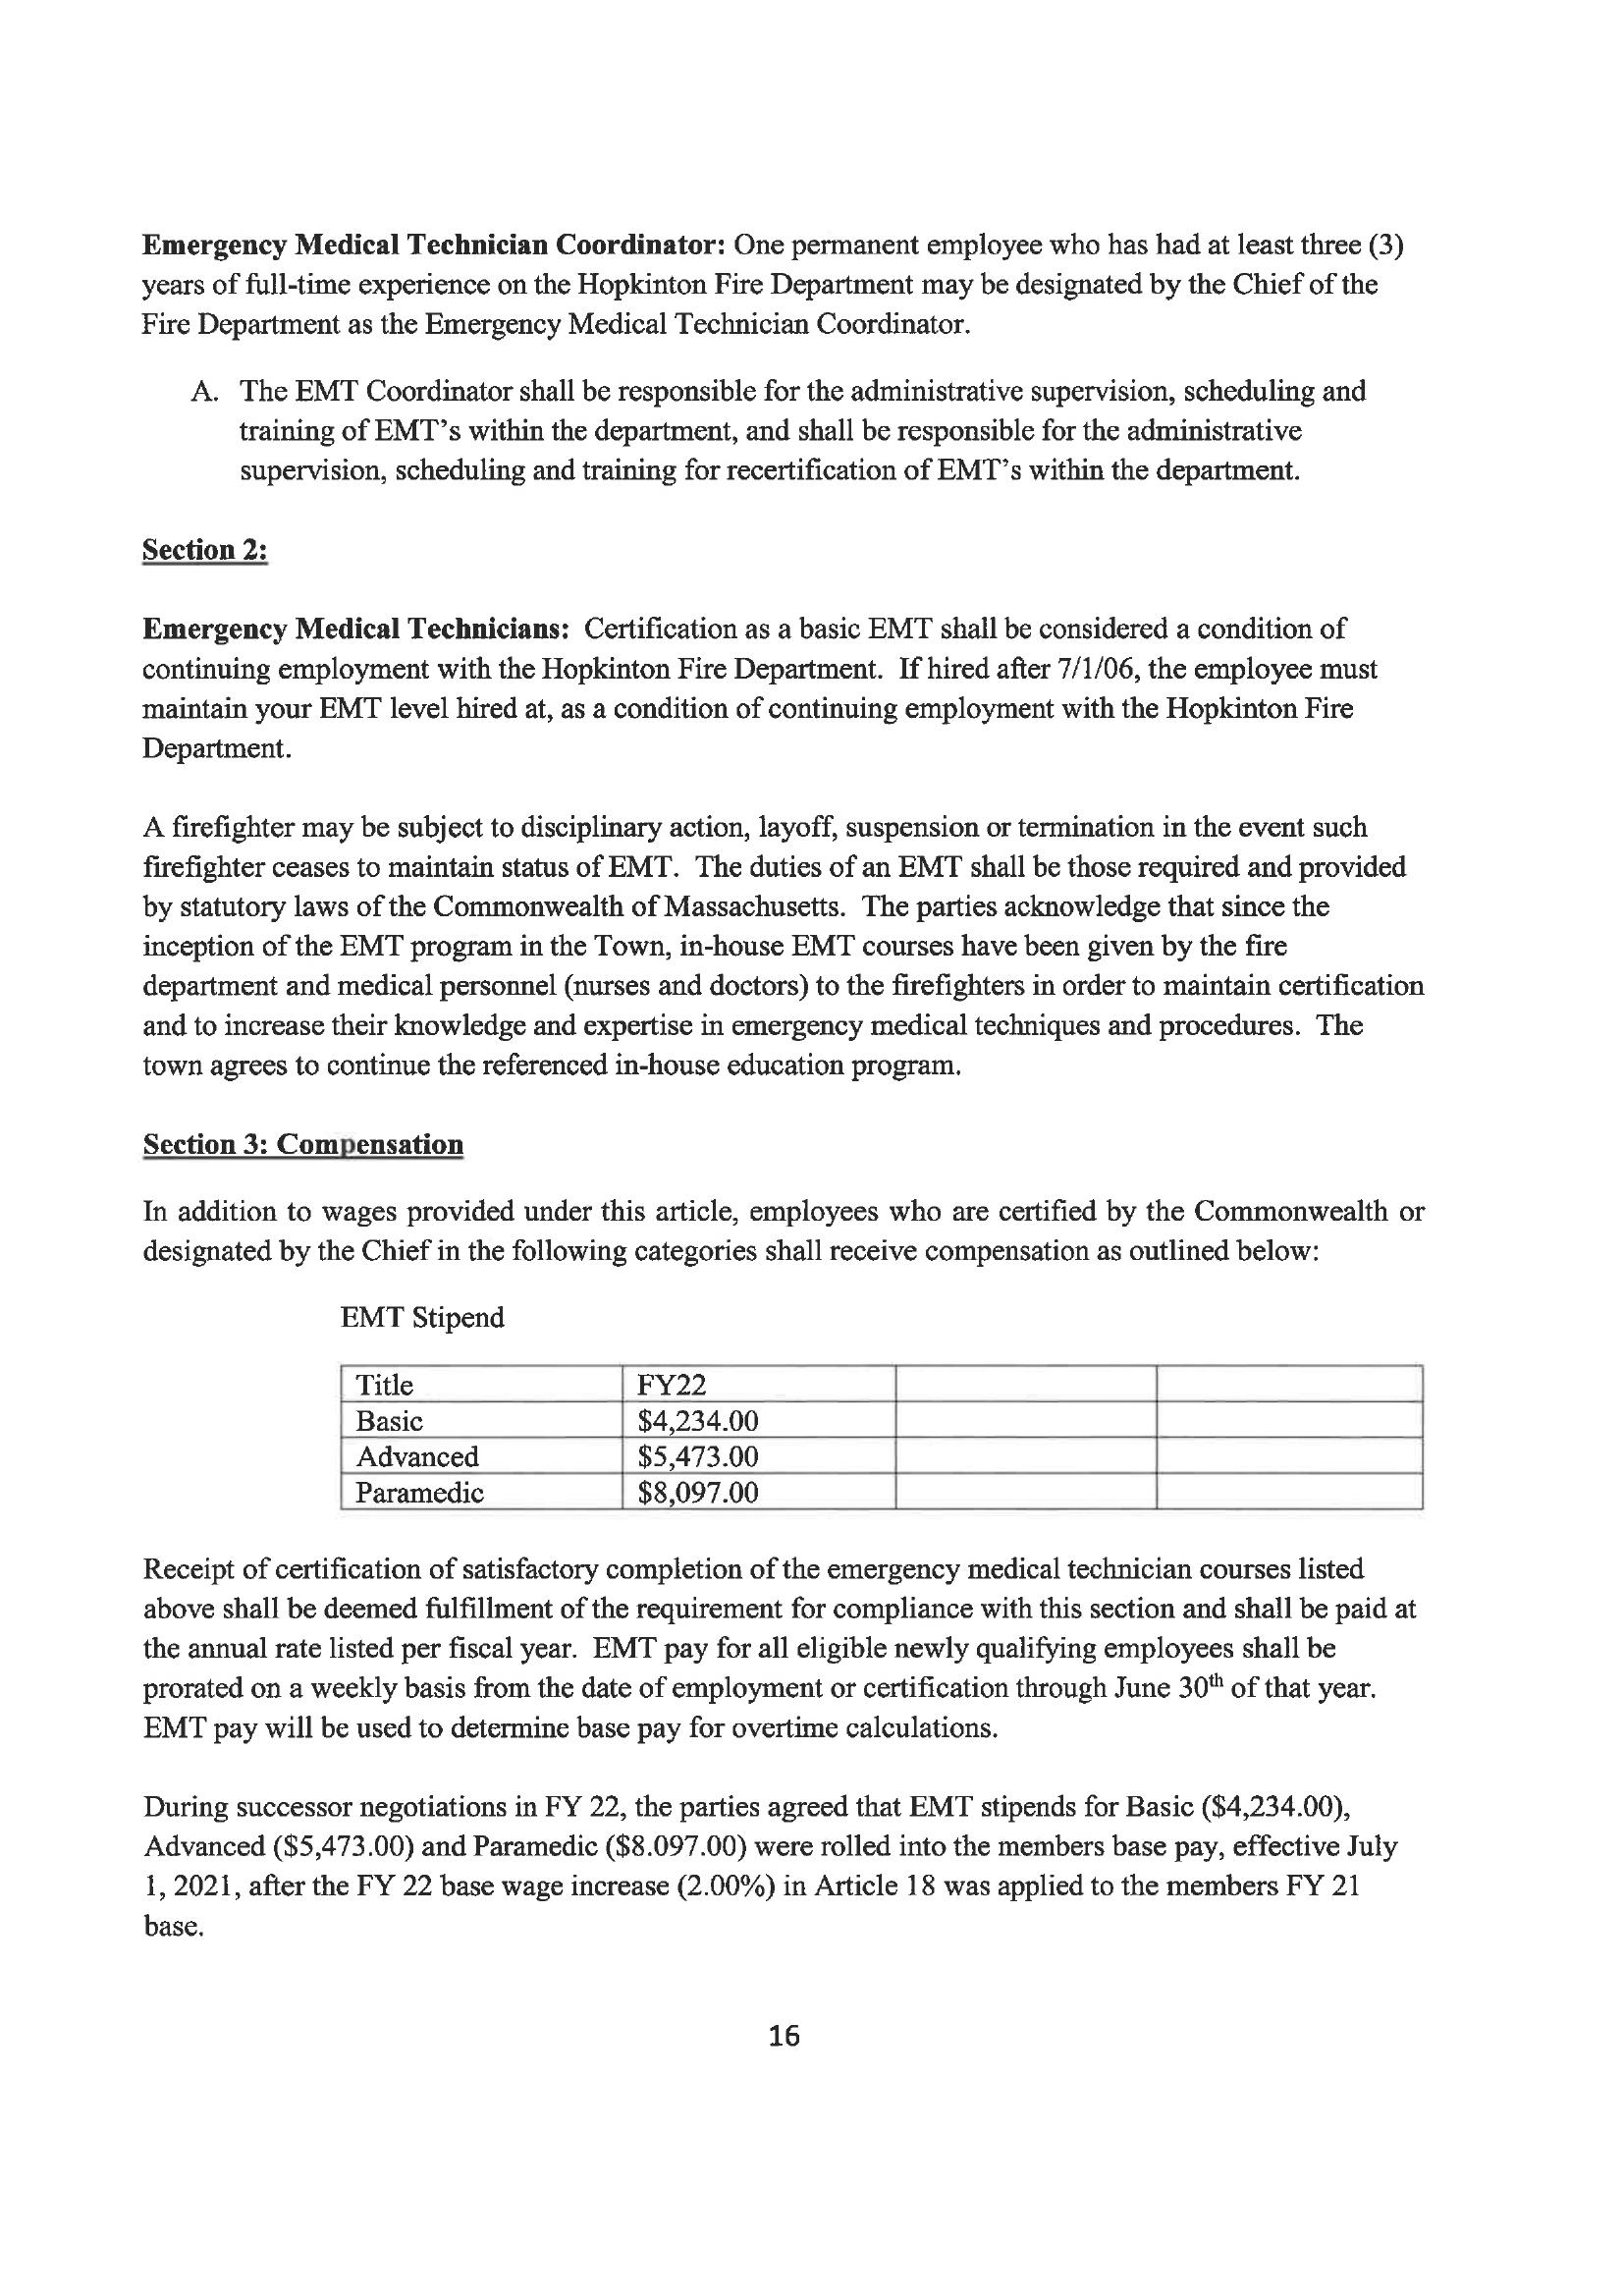 Emergency Medical Technician Coordinator: One permanent employee who has had at least three (3)
years of full-time experience on the Hopkinton Fire Department may be designated by the Chief of the
Fire Department as the Emergency Medical Technician Coordinator.
A. The EMT Coordinator shall be responsible for the administrative supervision, scheduling and
training of EMT's within the department, and shall be responsible for the administrative
supervision, scheduling and training for recertification of EMT's within the department.
Section 2:
Emergency Medical Technicians: Certification as a basic EMT shall be considered a condition of
continuing employment with the Hopkinton Fire Department. If hired after 7/1/06, the employee must
maintain your EMT level hired at, as a condition of continuing employment with the Hopkinton Fire
Department.
A firefighter may be subject to disciplinary action, layoff, suspension or termination in the event such
firefighter ceases to maintain status of EMT. The duties of an EMT shall be those required and provided
by statutory laws of the Commonwealth of Massachusetts. The parties acknowledge that since the
inception of the EMT program in the Town, in-house EMT courses have been given by the fire
department and medical personnel (nurses and doctors) to the firefighters in order to maintain certification
and to increase their knowledge and expertise in emergency medical techniques and procedures. The
town agrees to continue the referenced in-house education program.
Section 3: Compensation
In addition to wages provided under this article, employees who are certified by the Commonwealth or
designated by the Chief in the following categories shall receive compensation as outlined below:
EMT Stipend
Title FY22
Basic $4,234.00
Advanced $5,473.00
Paramedic $8,097.00
Receipt of certification of satisfactory completion of the emergency medical technician courses listed
above shall be deemed fulfillment of the requirement for compliance with this section and shall be paid at
the annual rate listed per fiscal year. EMT pay for all eligible newly qualifying employees shall be
prorated on a weekly basis from the date of employment or certification through June 30th of that year.
EMT pay will be used to determine base pay for overtime calculations.
During successor negotiations in FY 22, the parties agreed that EMT stipends for Basic ($4,234.00),
Advanced ($5,473.00) and Paramedic ($8.097.00) were rolled into the members base pay, effective July
1, 2021, after the FY 22 base wage increase (2.00%) in Article 18 was applied to the members FY 21
base.
16